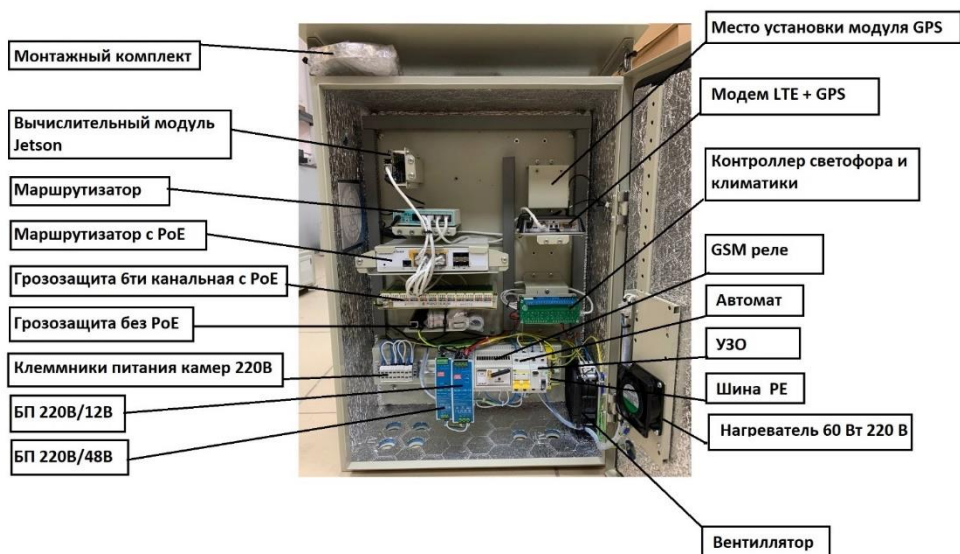 Монтажный комплект
Вычислительный модуль
Jetson
Маршрутизатор
Маршрутизатор с PoE
Грозозащита 6ти канальная с PoE
Грозозащита без PoE
Клеммники питания камер 220В
БП 220В/12В
БП 220В/48В
Место установки модуля GPS
Модем LTE + GPS
Контроллер светофора и
климатики
GSM реле
Автомат
УЗО
Шина PE
Нагреватель 60 Вт 220 В
Вентиллятор